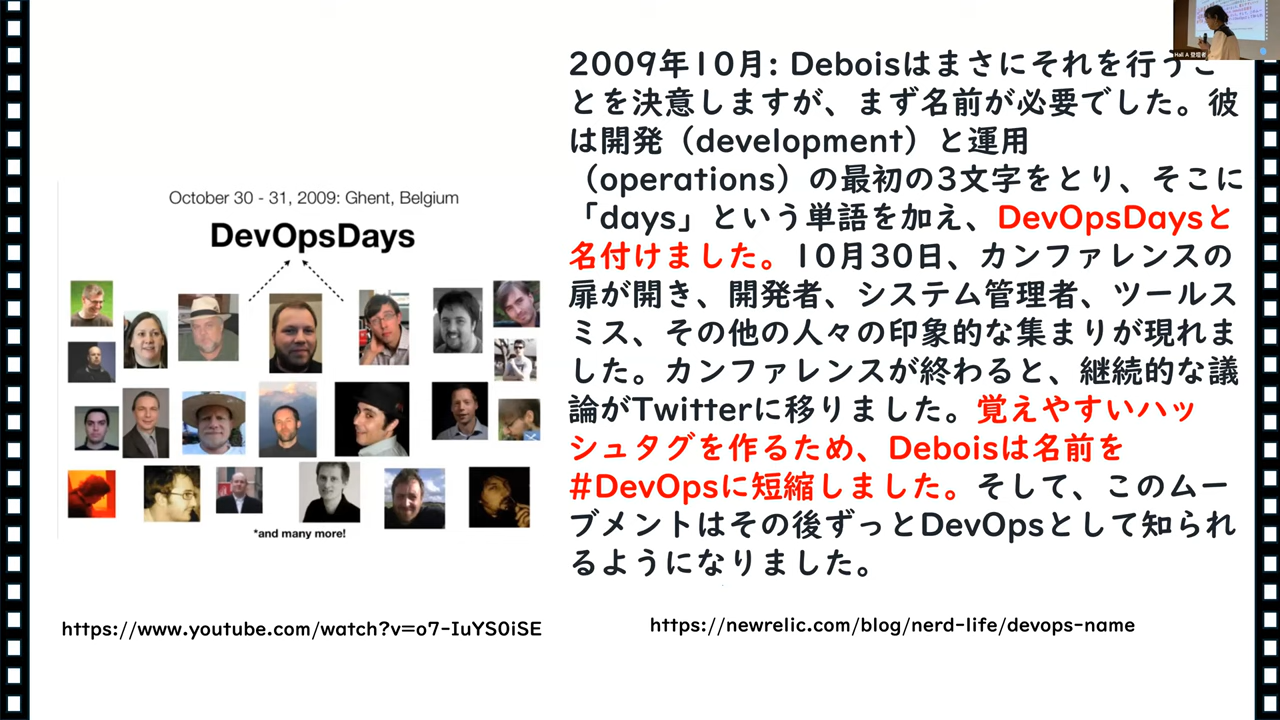 October 30 - 31, 2009: Ghent, Belgium
DevOpsDays
*and many more!
https://www.youtube.com/watch?v=o7-IuYS0iSE
2009年10月: Deboisはまさにそれを行うこ
とを決意しますが、まず名前が必要でした。彼
は開発（development）と運用
（operations）の最初の3文字をとり、そこに
「days」という単語を加え、DevOpsDaysと
名付けました。10月30日、カンファレンスの
扉が開き、開発者、システム管理者、ツールス
ミス、その他の人々の印象的な集まりが現れま
した。カンファレンスが終わると、継続的な議
論がTwitterに移りました。覚えやすいハッ
シュタグを作るため、Deboisは名前を
#DevOpsに短縮しました。そして、このムー
ブメントはその後ずっとDevOpsとして知られ
るようになりました。
https://newrelic.com/blog/nerd-life/devops-name
Hall A 登壇者